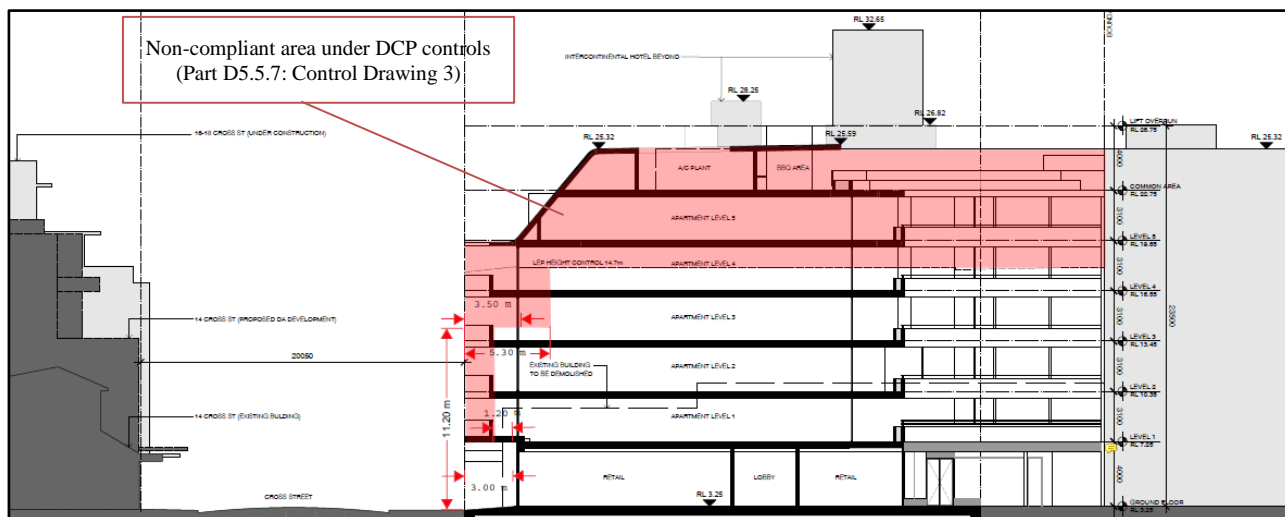 Non-compliant area under DCP controls
(Part D5.5.7: Control Drawing 3)
RL 32.65
BOUND
INTERCONTINENTAL HOTEL BEYOND
RL 28.25
RL 26.82
LIFT OVERRUN
RL 26.75
16-18 CROSS ST (UNDER CONSTRUCTION)
RL 25.32
RL 25.59
RL 25.32
A/C PLANT
BBQ AREA
4000
COMMON AREA
RL 22.75
APARTMENT LEVEL 5
3100
LEVEL 5
RL 19.65
LEP HEIGHT CONTROL 14.7m
APARTMENT LEVEL 4
3100
LEVEL 4
RL 16.55
3.50 m
14 CROSS ST (PROPOSED DA DEVELOPMENT)
APARTMENT LEVEL 3
3100
23500
LEVEL 3
RL 13.45
20050
5.30 m
EXISTING BUILDING
TO BE DEMOLISHED
APARTMENT LEVEL 2
3100
LEVEL 2
RL 10.35
11.20 m
14 CROSS ST (EXISTING BUILDING)
1.20 m
APARTMENT LEVEL 1
3100
LEVEL 1
RL 7.25
RETAIL
LOBBY
RETAIL
3.00 m
4000
CROSS STREET
RL 3.25
GROUND FLOOR
RL 3.25